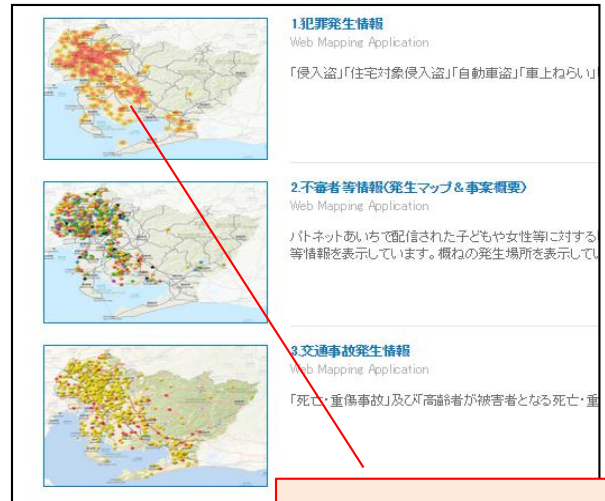 1.犯罪発生情報
Web Mapping Application
「侵入盗」「住宅対象侵入盗」「自動車盗」「車上ねらい」
2.不審者等情報(発生マップ&事案概要)
Web Mapping Application
パトネットあいちで配信された子どもや女性等に対する
等情報を表示しています。概ねの発生場所を表示してい
3.交通事故発生情報
Web Mapping Application
「死亡・重傷事故」及び「高齢者が被害者となる死亡・重